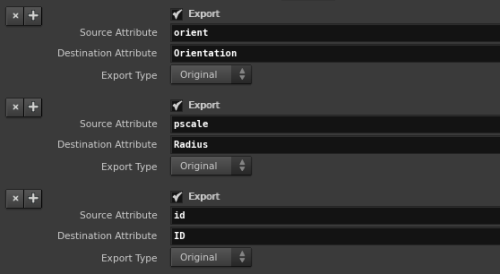 Export
Source Attribute orient
Destination Attribute Orientation
Export Type Original
Export
Source Attribute pscale
Destination Attribute Radius
Export Type Original
Export
Source Attribute id
Destination Attribute ID
Export Type Original